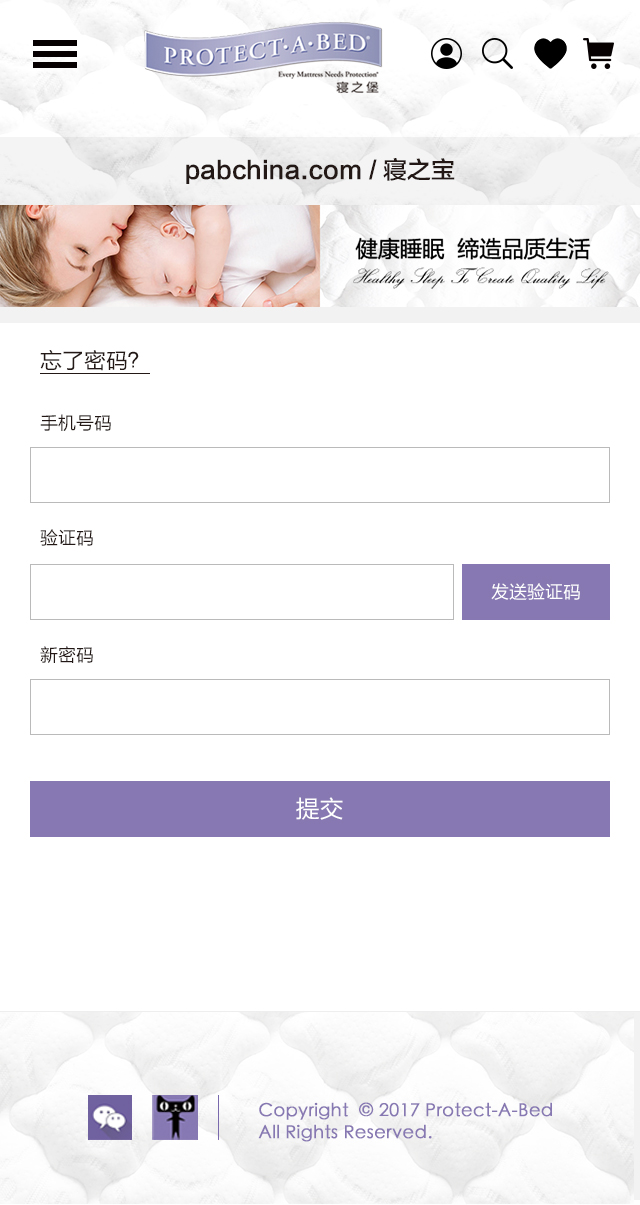 PROTECT·A·BED®
Every Mattress Needs Protection®
寝之堡
pabchina.com / 寝之宝
健康睡眠 缔造品质生活
Healthy Sleep To Create Quality Life
忘了密码?
手机号码
验证码
发送验证码
新密码
提交
Copyright © 2017 Protect-A-Bed
All Rights Reserved.